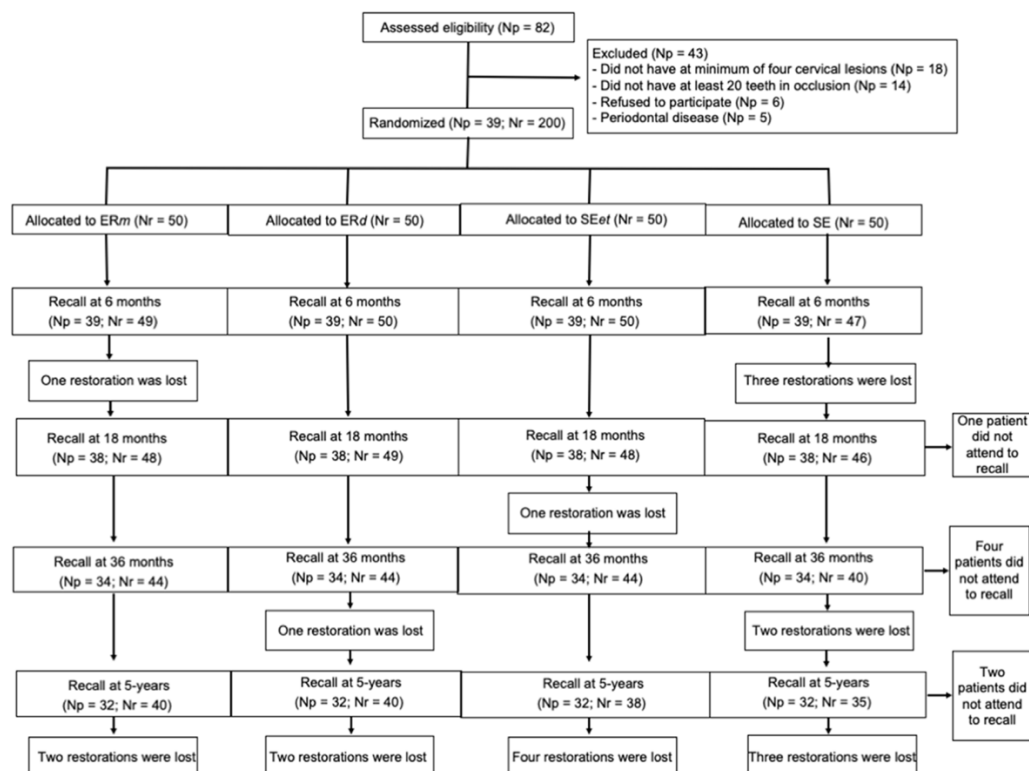 Assessed eligibility (Np = 82)
Excluded (Np = 43)
- Did not have at minimum of four cervical lesions (Np = 18)
- Did not have at least 20 teeth in occlusion (Np = 14)
- Refused to participate (Np = 6)
- Periodontal disease (Np = 5)
Randomized (Np = 39; Nr = 200)
Allocated to ERm (Nr = 50)
Allocated to ERd (Nr = 50)
Allocated to SEet (Nr = 50)
Allocated to SE (Nr = 50)
Recall at 6 months
(Np = 39; Nr = 49)
Recall at 6 months
(Np = 39; Nr = 50)
Recall at 6 months
(Np = 39; Nr = 50)
Recall at 6 months
(Np = 39; Nr = 47)
One restoration was lost
Three restorations were lost
Recall at 18 months
(Np = 38; Nr = 48)
Recall at 18 months
(Np = 38; Nr = 49)
Recall at 18 months
(Np = 38; Nr = 48)
Recall at 18 months
(Np = 38; Nr = 46)
One patient
did not
attend to
recall
One restoration was lost
Recall at 36 months
(Np = 34; Nr = 44)
Recall at 36 months
(Np = 34; Nr = 44)
Recall at 36 months
(Np = 34; Nr = 44)
Recall at 36 months
(Np = 34; Nr = 40)
Four
patients did
not attend
to recall
One restoration was lost
Two restorations were lost
Recall at 5-years
(Np = 32; Nr = 40)
Recall at 5-years
(Np = 32; Nr = 40)
Recall at 5-years
(Np = 32; Nr = 38)
Recall at 5-years
(Np = 32; Nr = 35)
Two
patients did
not attend
to recall
Two restorations were lost
Two restorations were lost
Four restorations were lost
Three restorations were lost